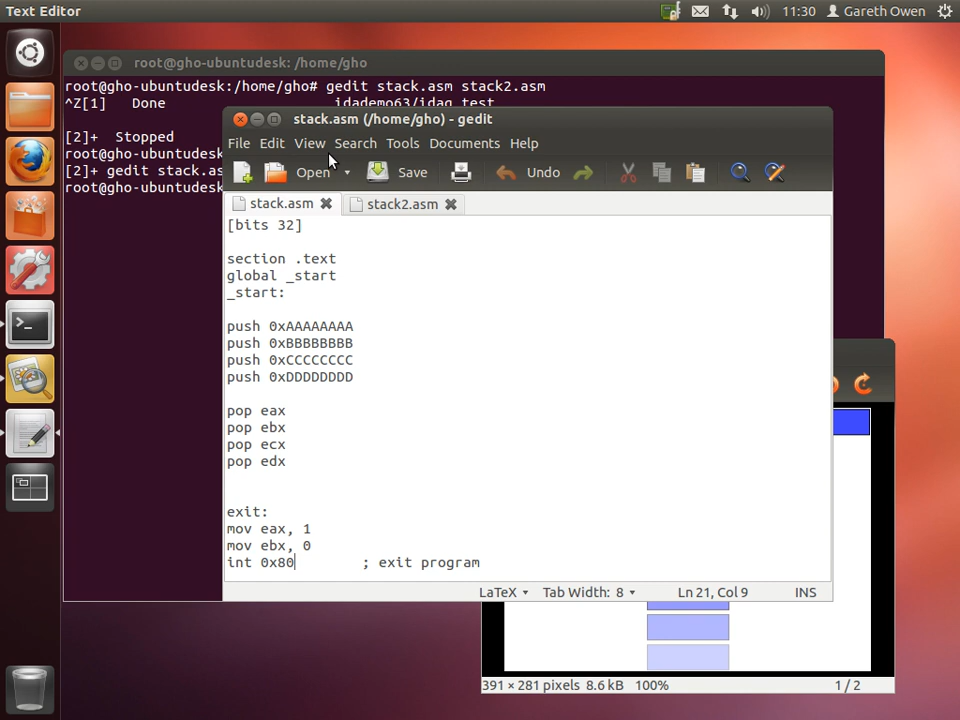 Text Editor
11:30
Gareth Owen
root@gho-ubuntudesk: /home/gho
root@gho-ubuntudesk:/home/gho# gedit stack.asm stack2.asm
^Z[1]   Done                    idademo63/idaq test
[2]+  Stopped
root@gho-ubuntudesk
[2]+ gedit stack.as
root@gho-ubuntudesk
stack.asm (/home/gho) - gedit
File Edit View Search Tools Documents Help
Open Save Undo
stack.asm stack2.asm
[bits 32]
section .text
global _start
_start:
push 0xAAAAAAAA
push 0xBBBBBBBB
push 0xCCCCCCCC
push 0xDDDDDDDD
pop eax
pop ebx
pop ecx
pop edx
exit:
mov eax, 1
mov ebx, 0
int 0x80        ; exit program
LaTeX Tab Width: 8 Ln 21, Col 9 INS
391 × 281 pixels 8.6 kB 100% 1 / 2